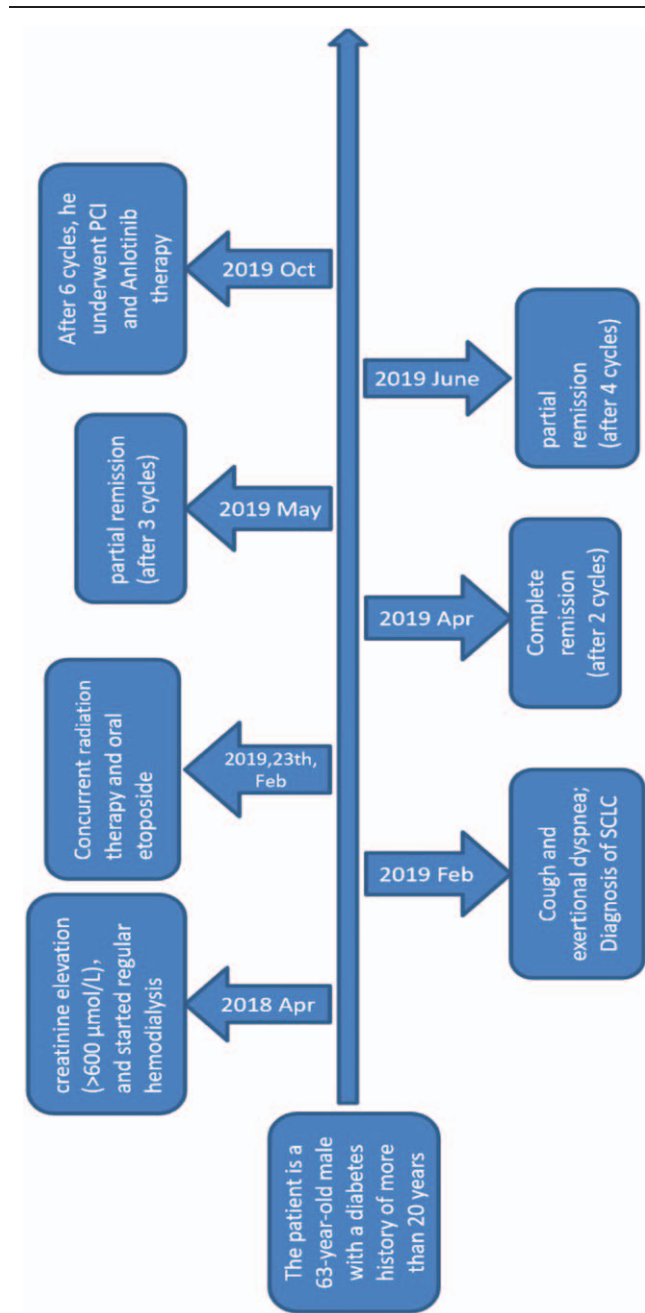 The patient is a
63-year-old male
with a diabetes
history of more
than 20 years
creatinine elevation
(>600 μmol/L),
and started regular
hemodialysis
2018 Apr
2019 Feb
Cough and
exertional dyspnea;
Diagnosis of SCLC
Concurrent radiation
therapy and oral
etoposide
2019,23th,
Feb
2019 Apr
Complete
remission
(after 2 cycles)
partial remission
(after 3 cycles)
2019 May
2019 June
partial
remission
(after 4 cycles)
After 6 cycles, he
underwent PCI
and Anlotinib
therapy
2019 Oct